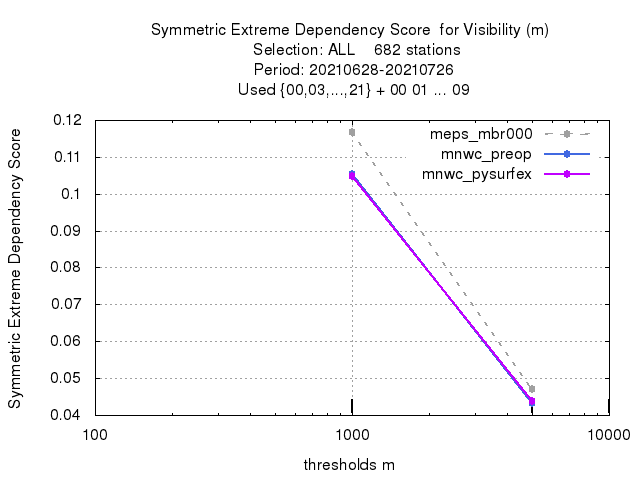 Symmetric Extreme Dependency Score  for Visibility (m)
Selection: ALL    682 stations
Period: 20210628-20210726
Used {00,03,...,21} + 00 01 ... 09
Symmetric Extreme Dependency Score
0.12
0.11
0.1
0.09
0.08
0.07
0.06
0.05
0.04
meps_mbr000
mnwc_preop
mnwc_pysurfex
100 1000 10000
thresholds m